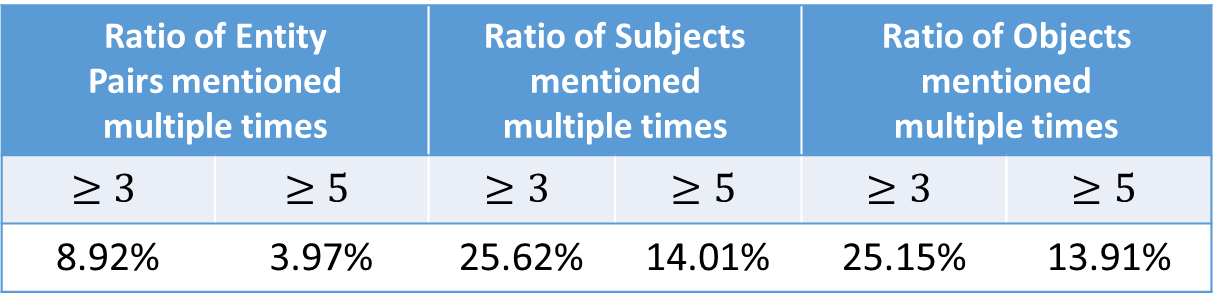 Ratio of Entity
Pairs mentioned
multiple times
Ratio of Subjects
mentioned
multiple times
Ratio of Objects
mentioned
multiple times
≥ 3 ≥ 5 ≥ 3 ≥ 5 ≥ 3 ≥ 5
8.92% 3.97% 25.62% 14.01% 25.15% 13.91%